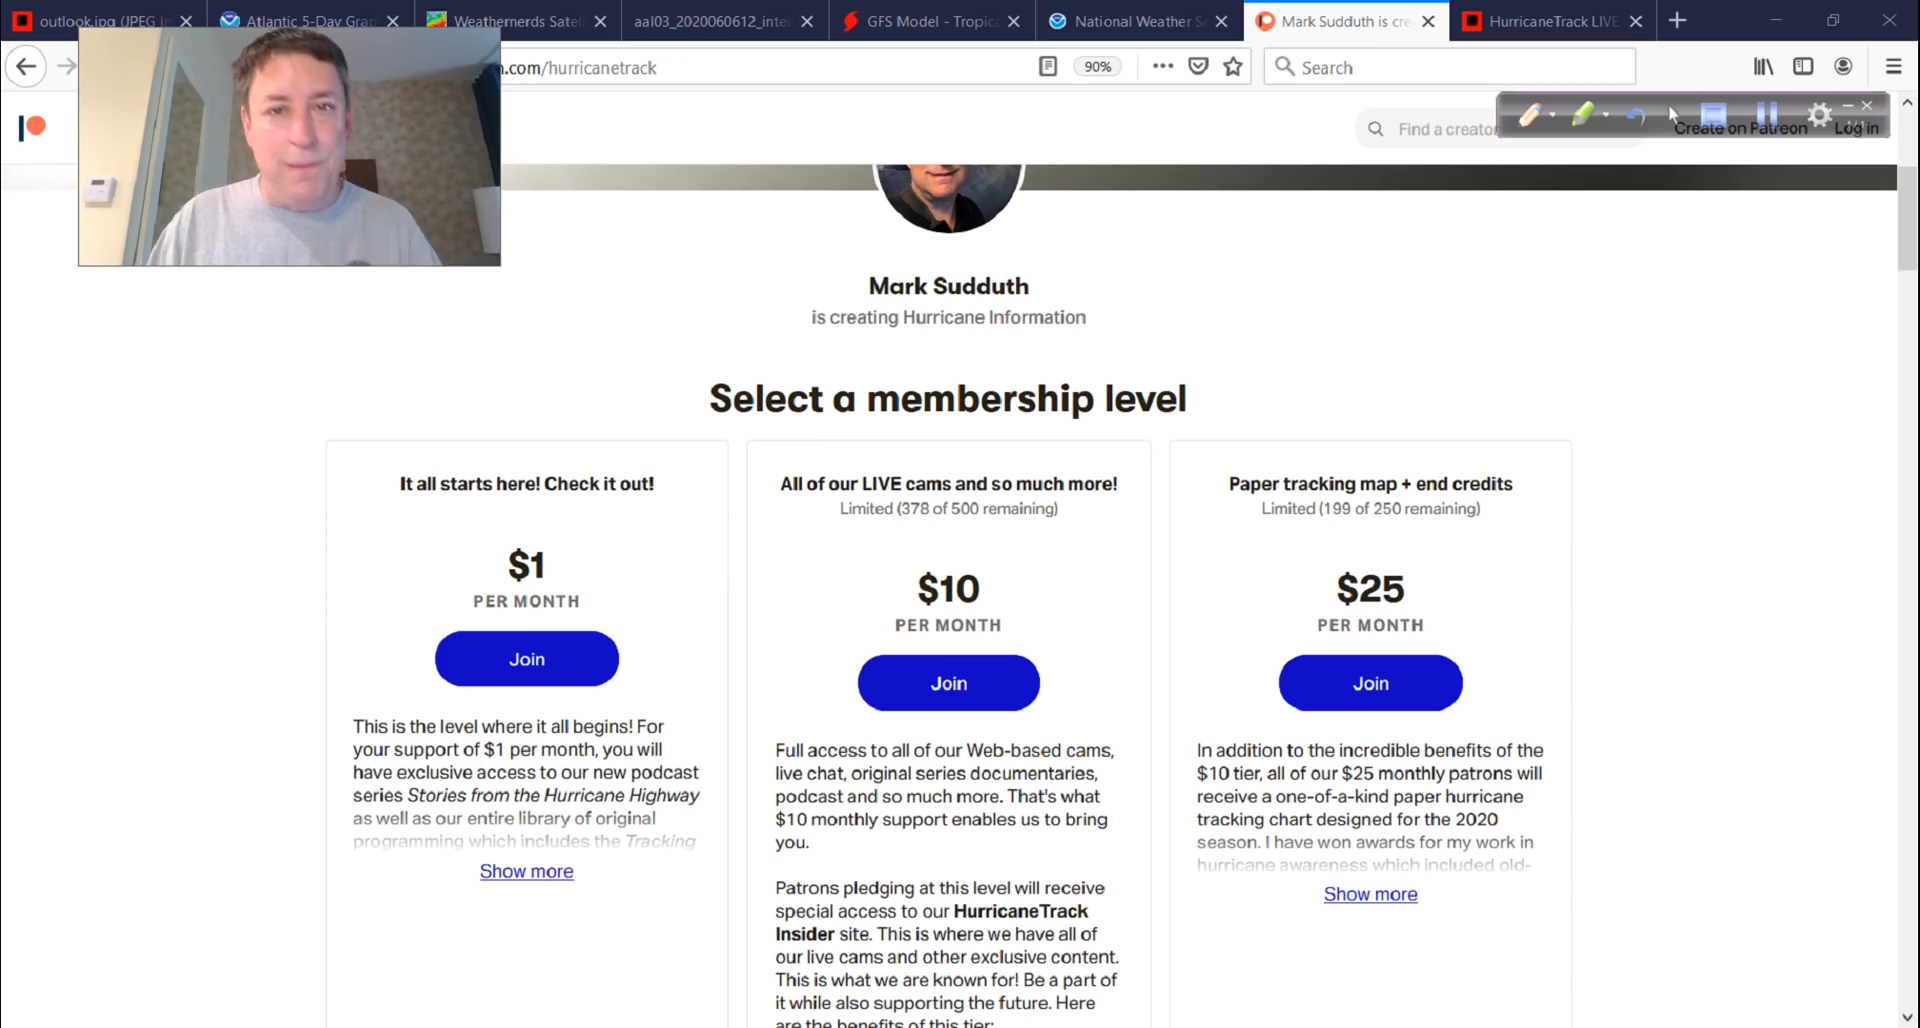 outlook.jpg (JPEG
Atlantic 5-Day Grap
Weathernerds Satel
aal03_2020060612_inten
GFS Model - Tropica
National Weather Se
Mark Sudduth is cre
HurricaneTrack LIVE
.com/hurricanetrack
90%
Search
Find a creator
Create on Patreon
Log in
Mark Sudduth
is creating Hurricane Information
Select a membership level
It all starts here! Check it out!
$1
PER MONTH
Join
This is the level where it all begins! For
your support of $1 per month, you will
have exclusive access to our new podcast
series Stories from the Hurricane Highway
as well as our entire library of original
programming which includes the Tracking
Show more
All of our LIVE cams and so much more!
Limited (378 of 500 remaining)
$10
PER MONTH
Join
Full access to all of our Web-based cams,
live chat, original series documentaries,
podcast and so much more. That's what
$10 monthly support enables us to bring
you.
Patrons pledging at this level will receive
special access to our HurricaneTrack
Insider site. This is where we have all of
our live cams and other exclusive content.
This is what we are known for! Be a part of
it while also supporting the future. Here
are the benefits of this tier:
Paper tracking map + end credits
Limited (199 of 250 remaining)
$25
PER MONTH
Join
In addition to the incredible benefits of the
$10 tier, all of our $25 monthly patrons will
receive a one-of-a-kind paper hurricane
tracking chart designed for the 2020
season. I have won awards for my work in
hurricane awareness which included old-
Show more